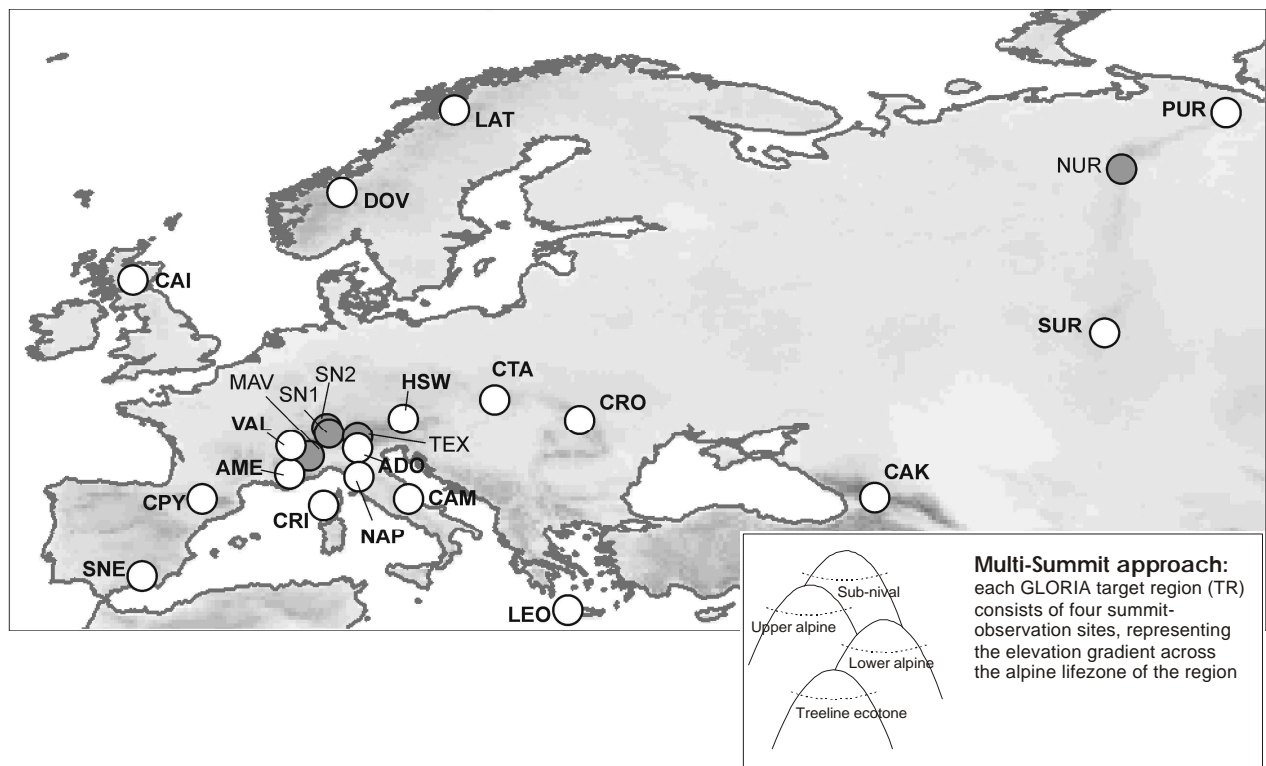 LAT
PUR
NUR
DOV
CAI
SUR
CTA
SN2
HSW
MAV
SN1
CRO
VAL
TEX
AME
ADO
CAK
CPY
CAM
CRI
NAP
SNE
LEO
Multi-Summit approach:
each GLORIA target region (TR)
consists of four summit-
observation sites, representing
the elevation gradient across
the alpine lifezone of the region
Sub-nival
Upper alpine
Lower alpine
Treeline ecotone